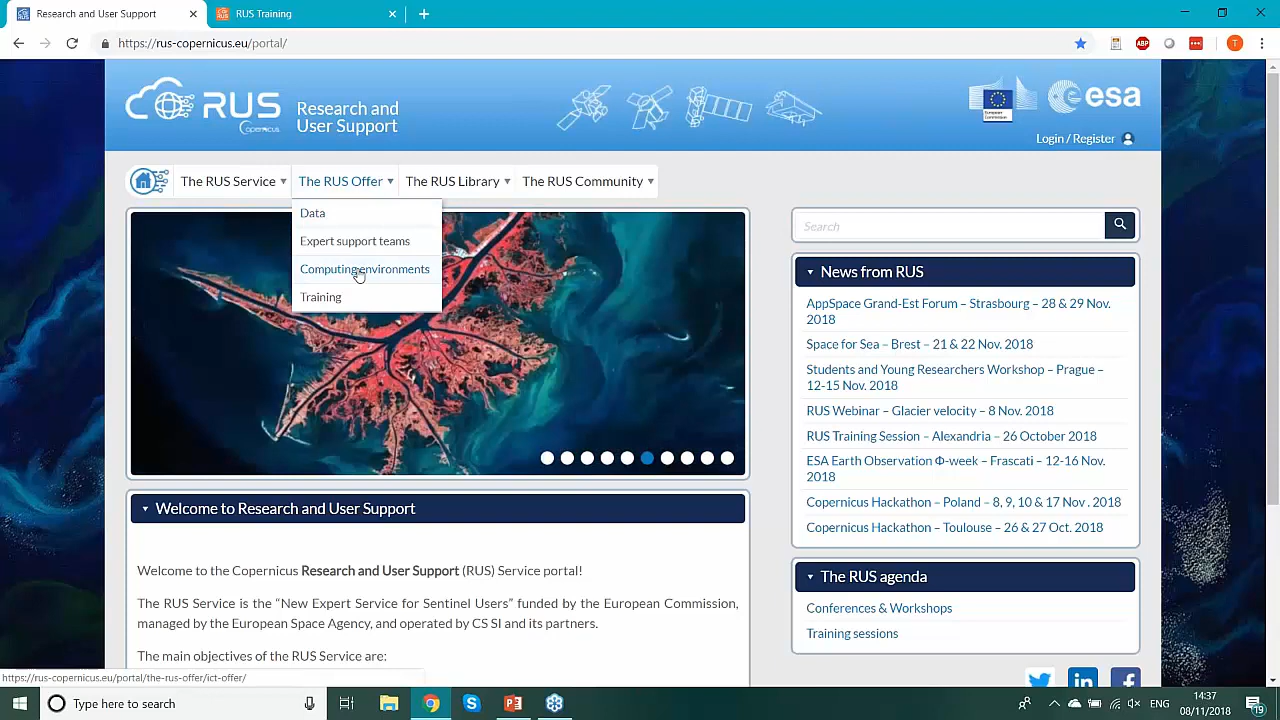 Research and User Support
RUS Training
https://rus-copernicus.eu/portal/
ABP
T
RUS
Copernicus
Research and
User Support
European
Commission
esa
Login / Register
The RUS Service
The RUS Offer
The RUS Library
The RUS Community
Data
Expert support teams
Computing environments
Training
Search
News from RUS
AppSpace Grand-Est Forum – Strasbourg – 28 & 29 Nov.
2018
Space for Sea – Brest – 21 & 22 Nov. 2018
Students and Young Researchers Workshop – Prague –
12-15 Nov. 2018
RUS Webinar – Glacier velocity – 8 Nov. 2018
RUS Training Session – Alexandria – 26 October 2018
ESA Earth Observation Φ-week – Frascati – 12-16 Nov.
2018
Copernicus Hackathon – Poland – 8, 9, 10 & 17 Nov . 2018
Copernicus Hackathon – Toulouse – 26 & 27 Oct. 2018
Welcome to Research and User Support
Welcome to the Copernicus Research and User Support (RUS) Service portal!
The RUS Service is the “New Expert Service for Sentinel Users” funded by the European Commission,
managed by the European Space Agency, and operated by CS SI and its partners.
The main objectives of the RUS Service are:
The RUS agenda
Conferences & Workshops
Training sessions
https://rus-copernicus.eu/portal/the-rus-offer/ict-offer/
Type here to search
ENG
14:37
08/11/2018
19